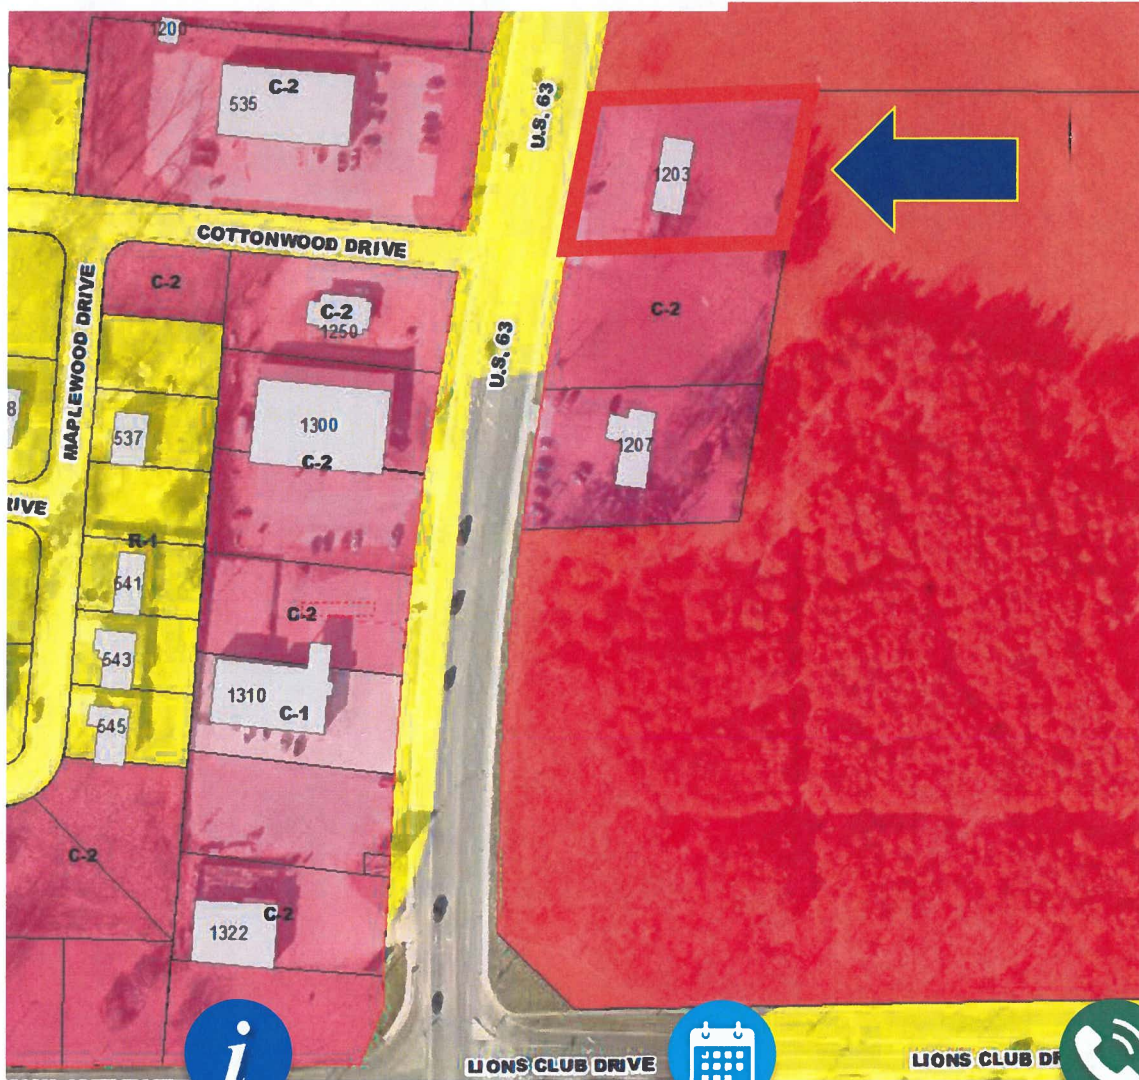 1200
C-2
535
U.S. 63
1203
COTTONWOOD DRIVE
C-2
MAPLEWOOD DRIVE
C-2
1250
C-2
U.S. 63
8
537
1300
C-2
1207
RIVE
R-1
541
C-2
543
1310
C-1
545
C-2
C-2
1322
i
LIONS CLUB DRIVE
LIONS CLUB DR